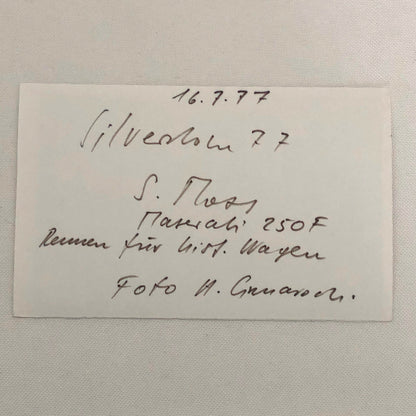 16.7.77
Silverstone 77
S. Moss
Maserati 250F
Rennen für hist. Wagen
Foto H.